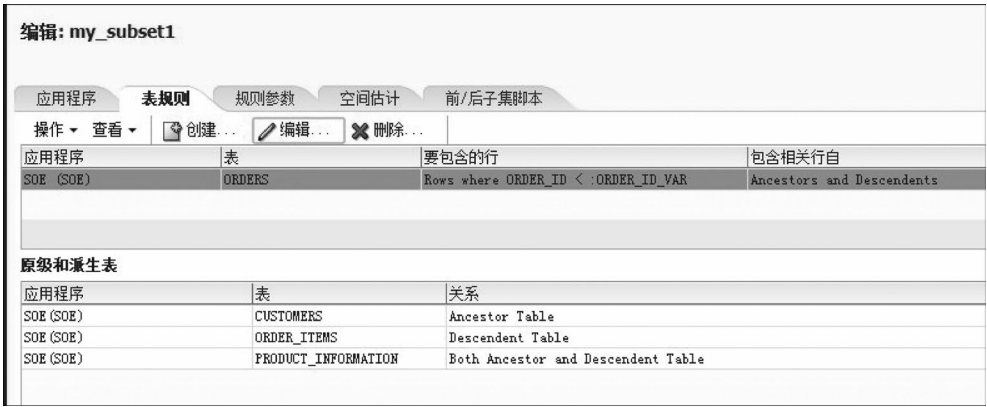 编辑: my_subset1
应用程序 表规则 规则参数 空间估计 前/后子集脚本
操作 查看 创建... 编辑... 删除...
应用程序 表 要包含的行 包含相关行自
SOE (SOE) ORDERS Rows where ORDER_ID < :ORDER_ID_VAR Ancestors and Descendents
原级和派生表
应用程序 表 关系
SOE(SOE) CUSTOMERS Ancestor Table
SOE(SOE) ORDER_ITEMS Descendent Table
SOE(SOE) PRODUCT_INFORMATION Both Ancestor and Descendent Table